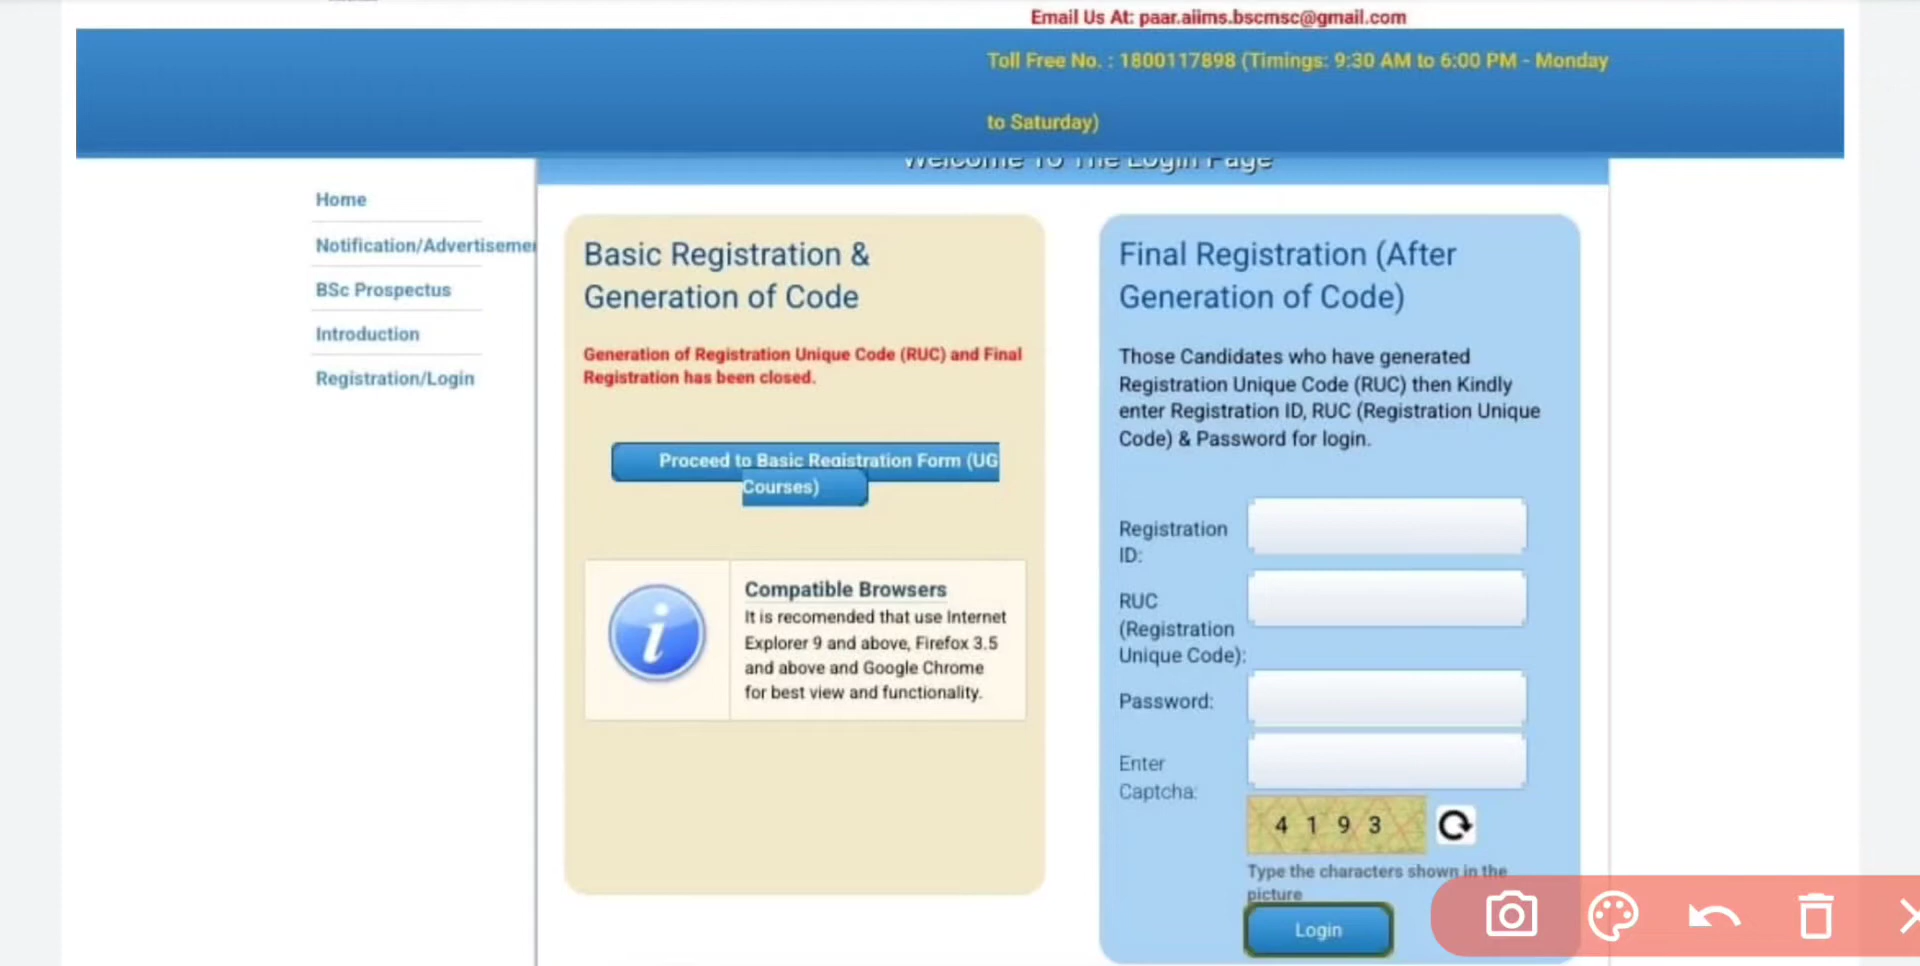 Email Us At: paar.aiims.bscmsc@gmail.com
Toll Free No. : 1800117898 (Timings: 9:30 AM to 6:00 PM - Monday
to Saturday)
Welcome To The Login Page
Home
Notification/Advertisemen
BSc Prospectus
Introduction
Registration/Login
Basic Registration &
Generation of Code
Generation of Registration Unique Code (RUC) and Final
Registration has been closed.
Proceed to Basic Registration Form (UG
Courses)
Compatible Browsers
It is recomended that use Internet
Explorer 9 and above, Firefox 3.5
and above and Google Chrome
for best view and functionality.
Final Registration (After
Generation of Code)
Those Candidates who have generated
Registration Unique Code (RUC) then Kindly
enter Registration ID, RUC (Registration Unique
Code) & Password for login.
Registration
ID:
RUC
(Registration
Unique Code):
Password:
Enter
Captcha:
4 1 9 3
Type the characters shown in the
picture
Login